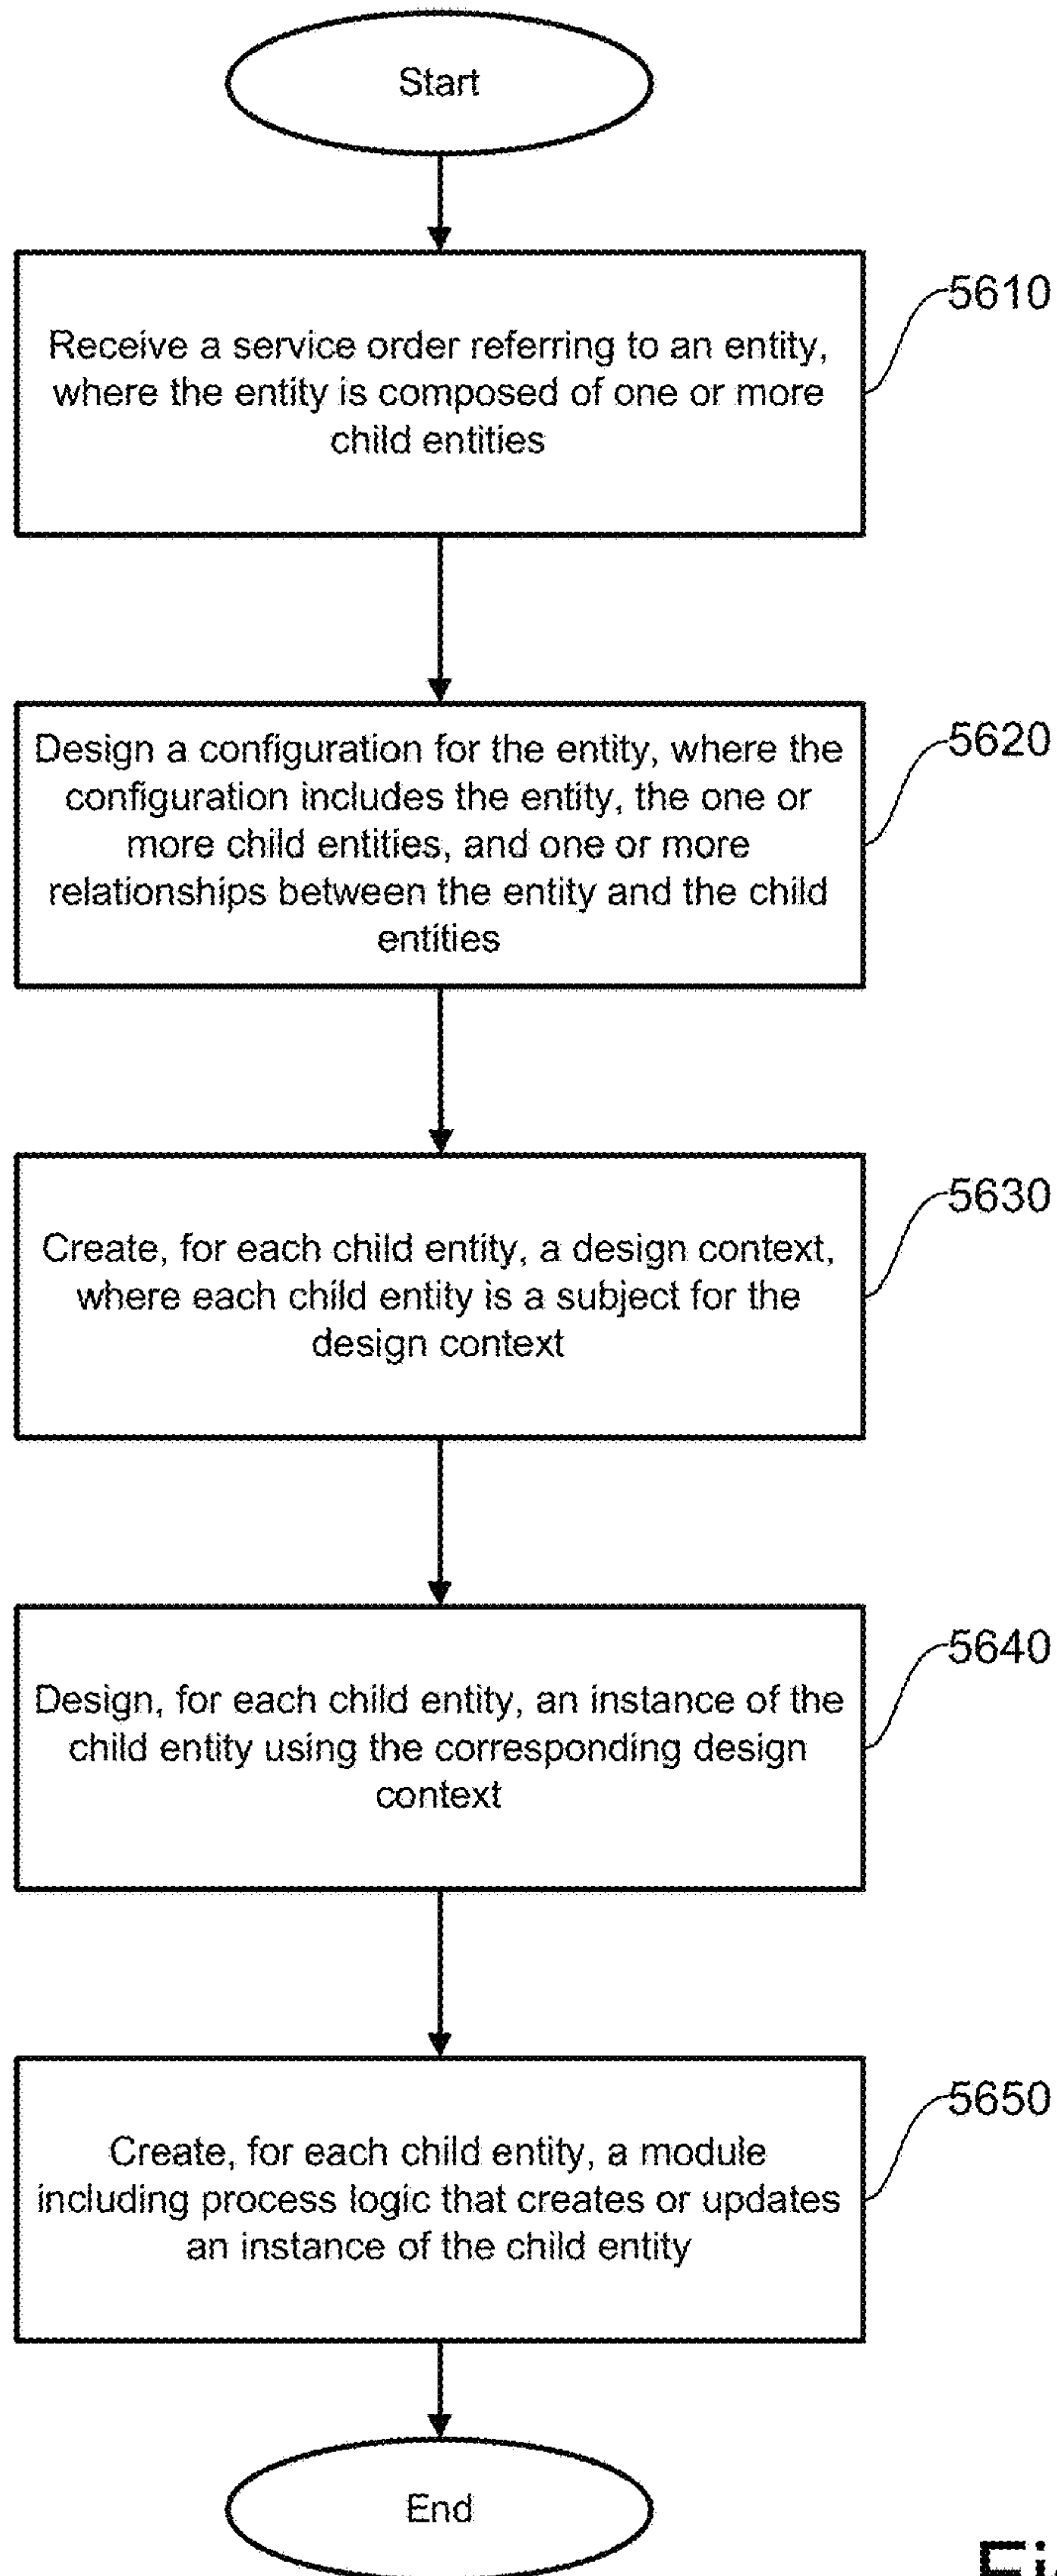 Start
Receive a service order referring to an entity,
where the entity is composed of one or more
child entities
5610
Design a configuration for the entity, where the
configuration includes the entity, the one or
more child entities, and one or more
relationships between the entity and the child
entities
5620
Create, for each child entity, a design context,
where each child entity is a subject for the
design context
5630
Design, for each child entity, an instance of the
child entity using the corresponding design
context
5640
Create, for each child entity, a module
including process logic that creates or updates
an instance of the child entity
5650
End